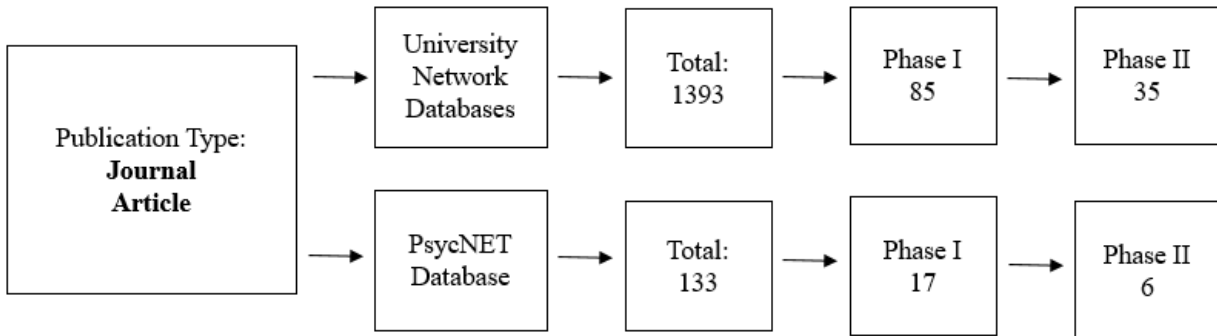 Publication Type:
Journal
Article
University
Network
Databases
Total:
1393
Phase I
85
Phase II
35
PsycNET
Database
Total:
133
Phase I
17
Phase II
6